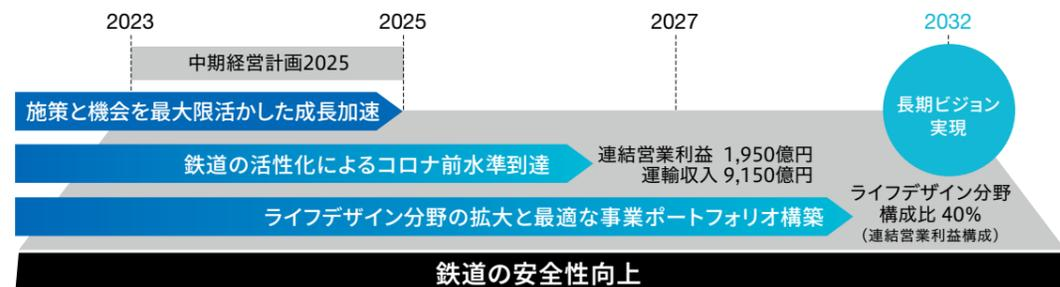 2023
2025
2027
2032
中期経営計画2025
施策と機会を最大限活かした成長加速
長期ビジョン
実現
鉄道の活性化によるコロナ前水準到達
連結営業利益 1,950億円
運輸収入 9,150億円
ライフデザイン分野の拡大と最適な事業ポートフォリオ構築
ライフデザイン分野
構成比 40%
（連結営業利益構成）
鉄道の安全性向上